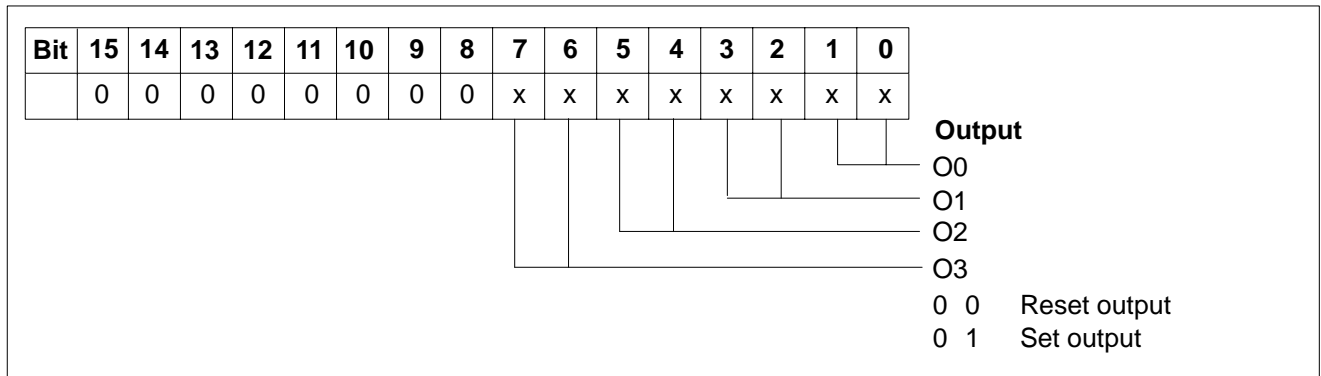 Bit 15 14 13 12 11 10 9 8 7 6 5 4 3 2 1 0
0 0 0 0 0 0 0 0 x x x x x x x x
Output
O0
O1
O2
O3
0 0 Reset output
0 1 Set output